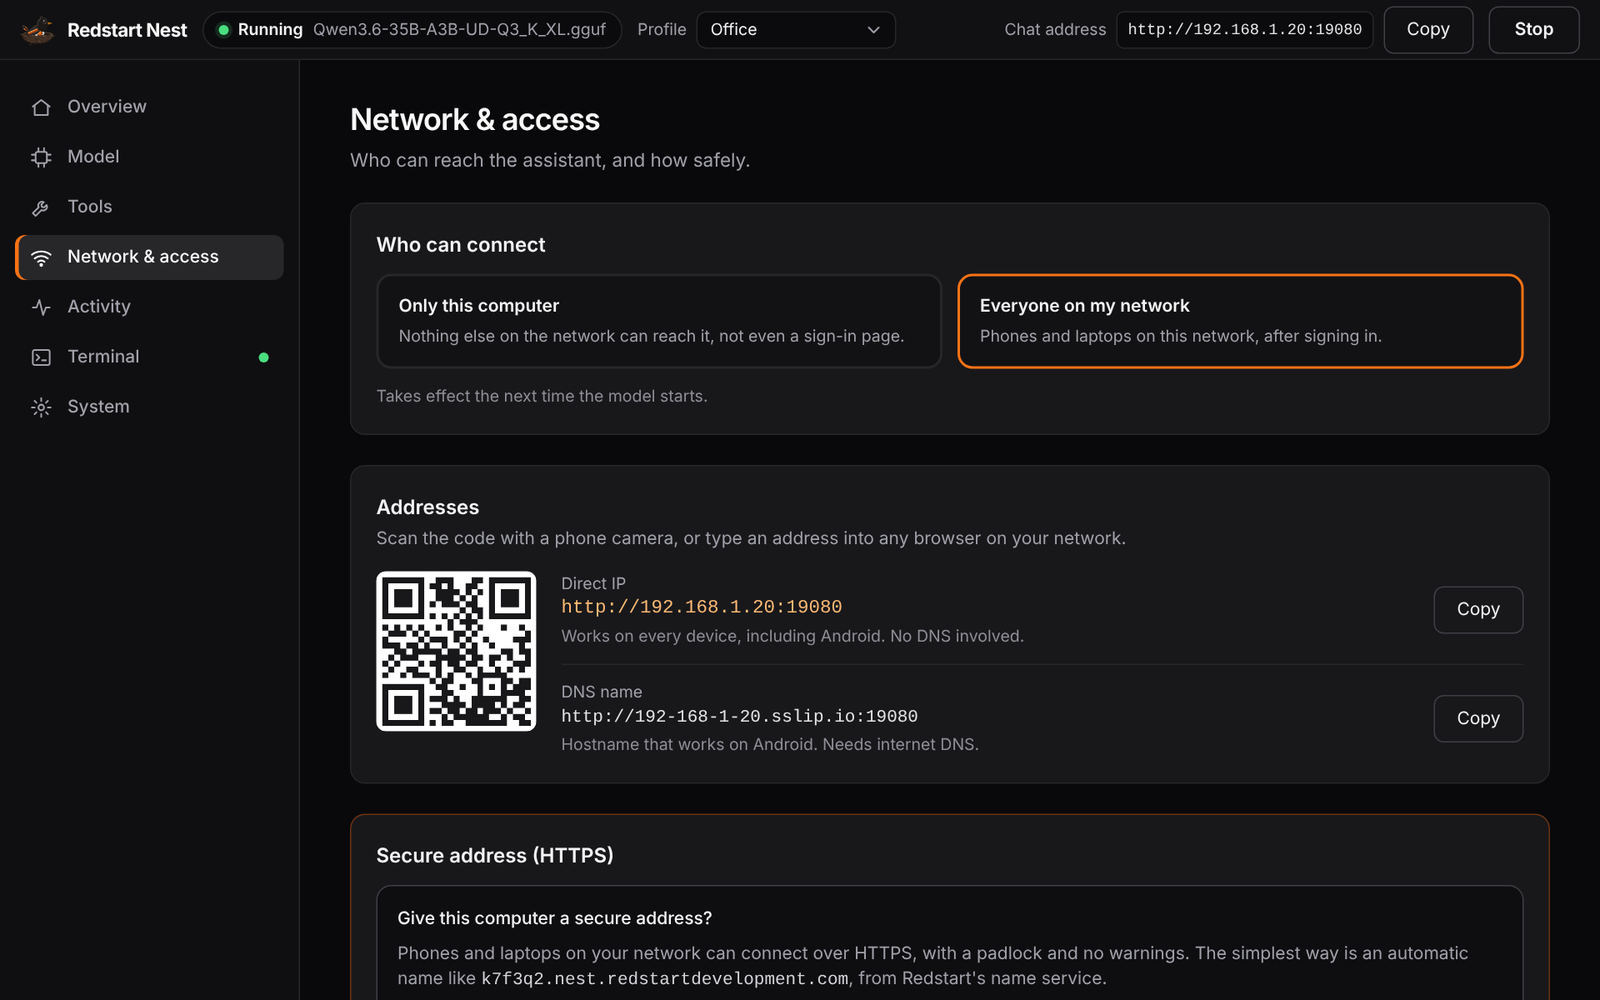 Redstart Nest
Running Qwen3.6-35B-A3B-UD-Q3_K_XL.gguf
Profile
Office
Chat address
http://192.168.1.20:19080
Copy
Stop
Overview
Model
Tools
Network & access
Activity
Terminal
System
Network & access
Who can reach the assistant, and how safely.
Who can connect
Only this computer
Nothing else on the network can reach it, not even a sign-in page.
Everyone on my network
Phones and laptops on this network, after signing in.
Takes effect the next time the model starts.
Addresses
Scan the code with a phone camera, or type an address into any browser on your network.
Direct IP
http://192.168.1.20:19080
Works on every device, including Android. No DNS involved.
Copy
DNS name
http://192-168-1-20.sslip.io:19080
Hostname that works on Android. Needs internet DNS.
Copy
Secure address (HTTPS)
Give this computer a secure address?
Phones and laptops on your network can connect over HTTPS, with a padlock and no warnings. The simplest way is an automatic
name like k7f3q2.nest.redstartdevelopment.com, from Redstart's name service.